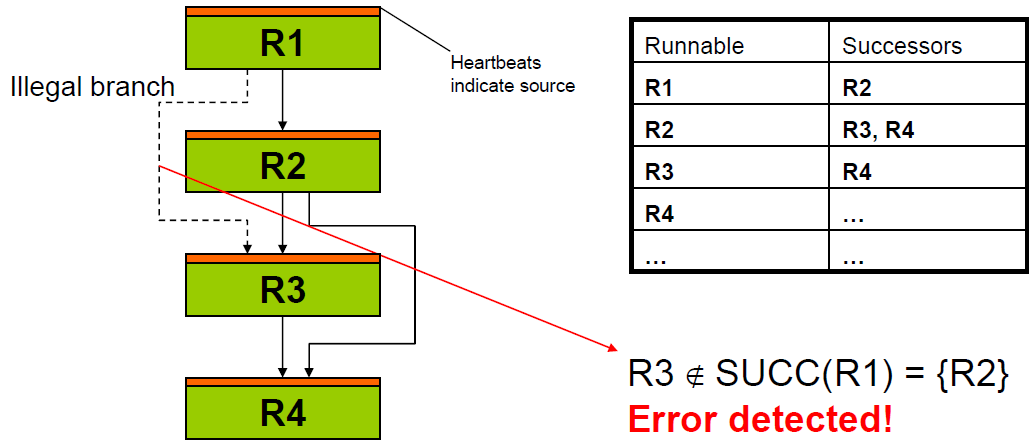 R1
Heartbeats
indicate source
Illegal branch
R2
R3
R4
Runnable Successors
R1 R2
R2 R3, R4
R3 R4
R4 …
… …
R3 ∉ SUCC(R1) = {R2}
Error detected!